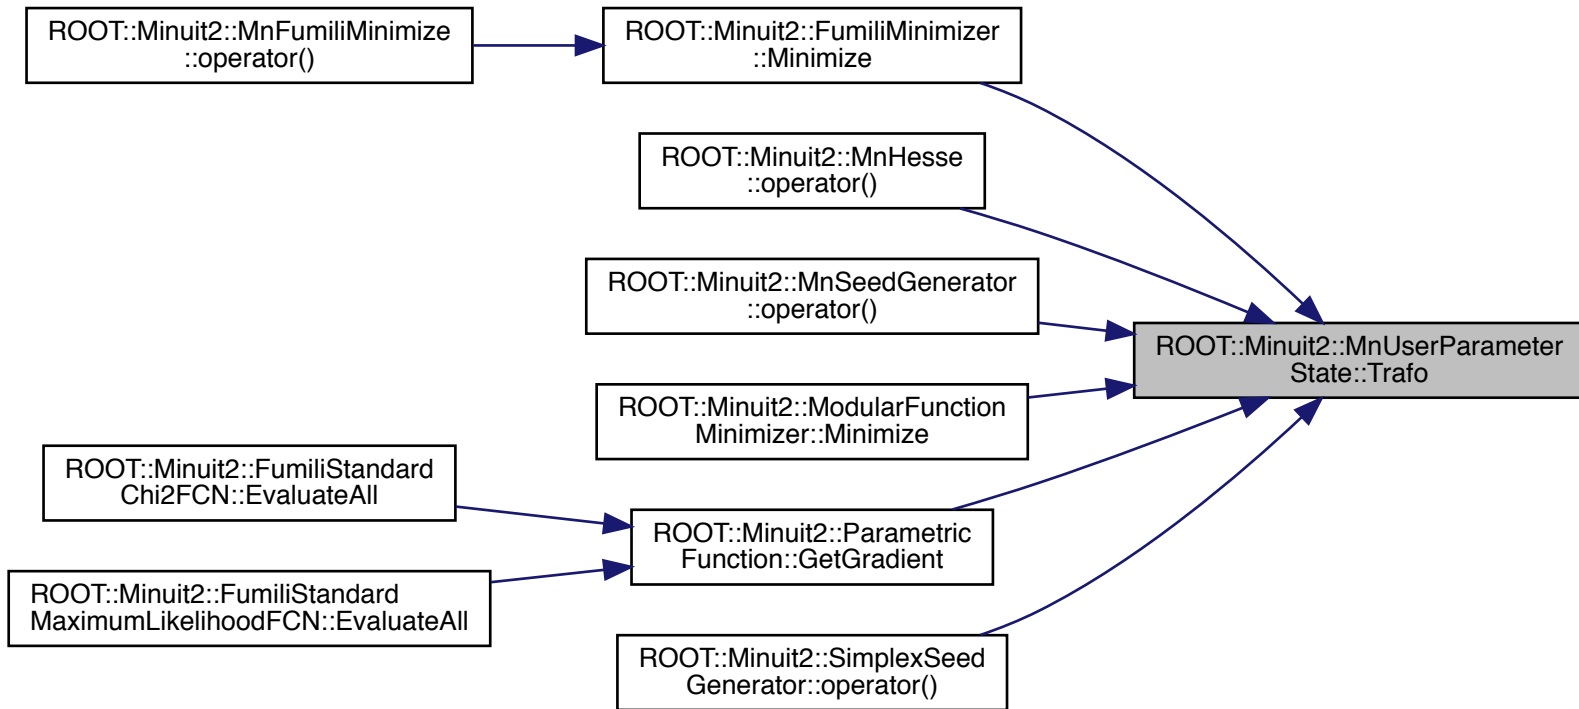 ROOT::Minuit2::MnFumiliMinimize
::operator()
ROOT::Minuit2::FumiliMinimizer
::Minimize
ROOT::Minuit2::MnHesse
::operator()
ROOT::Minuit2::MnSeedGenerator
::operator()
ROOT::Minuit2::MnUserParameter
State::Trafo
ROOT::Minuit2::ModularFunction
Minimizer::Minimize
ROOT::Minuit2::FumiliStandard
Chi2FCN::EvaluateAll
ROOT::Minuit2::Parametric
Function::GetGradient
ROOT::Minuit2::FumiliStandard
MaximumLikelihoodFCN::EvaluateAll
ROOT::Minuit2::SimplexSeed
Generator::operator()